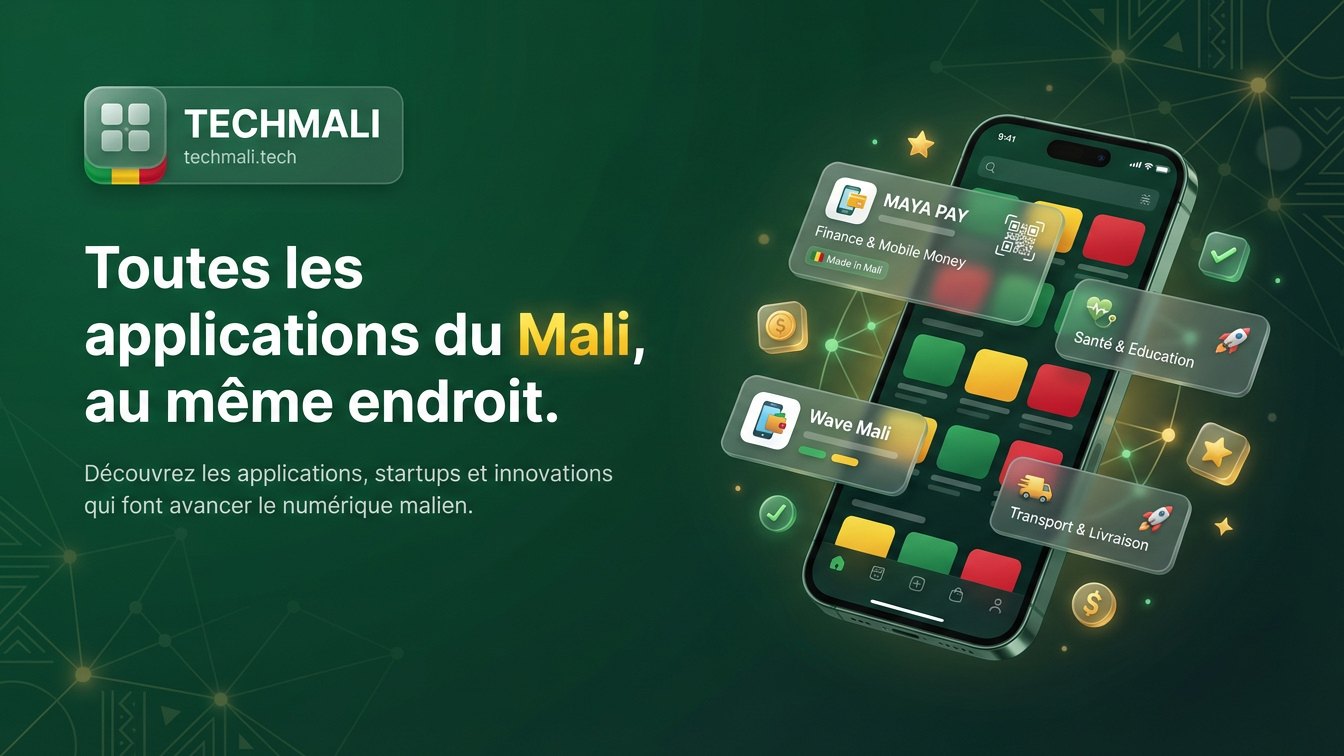 TECHMALI
techmali.tech
Toutes les
applications du Mali,
au même endroit.
Découvrez les applications, startups et innovations
qui font avancer le numérique malien.
9:41
MAYA PAY
Finance & Mobile Money
Made in Mali
Santé & Education
Wave Mali
Transport & Livraison